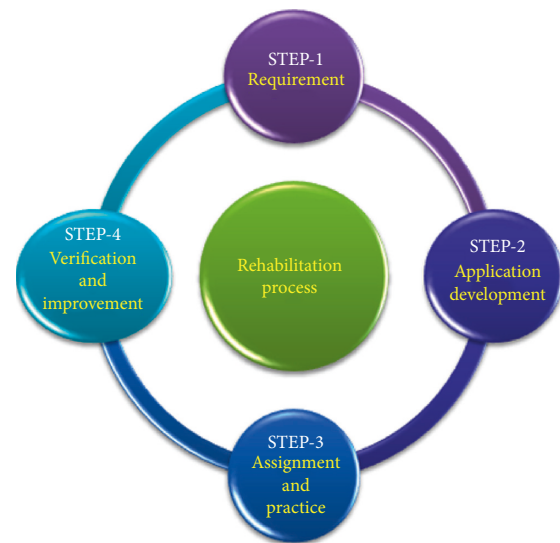 STEP-1
Requirement
STEP-2
Application
development
STEP-3
Assignment
and
practice
STEP-4
Verification
and
improvement
Rehabilitation
process